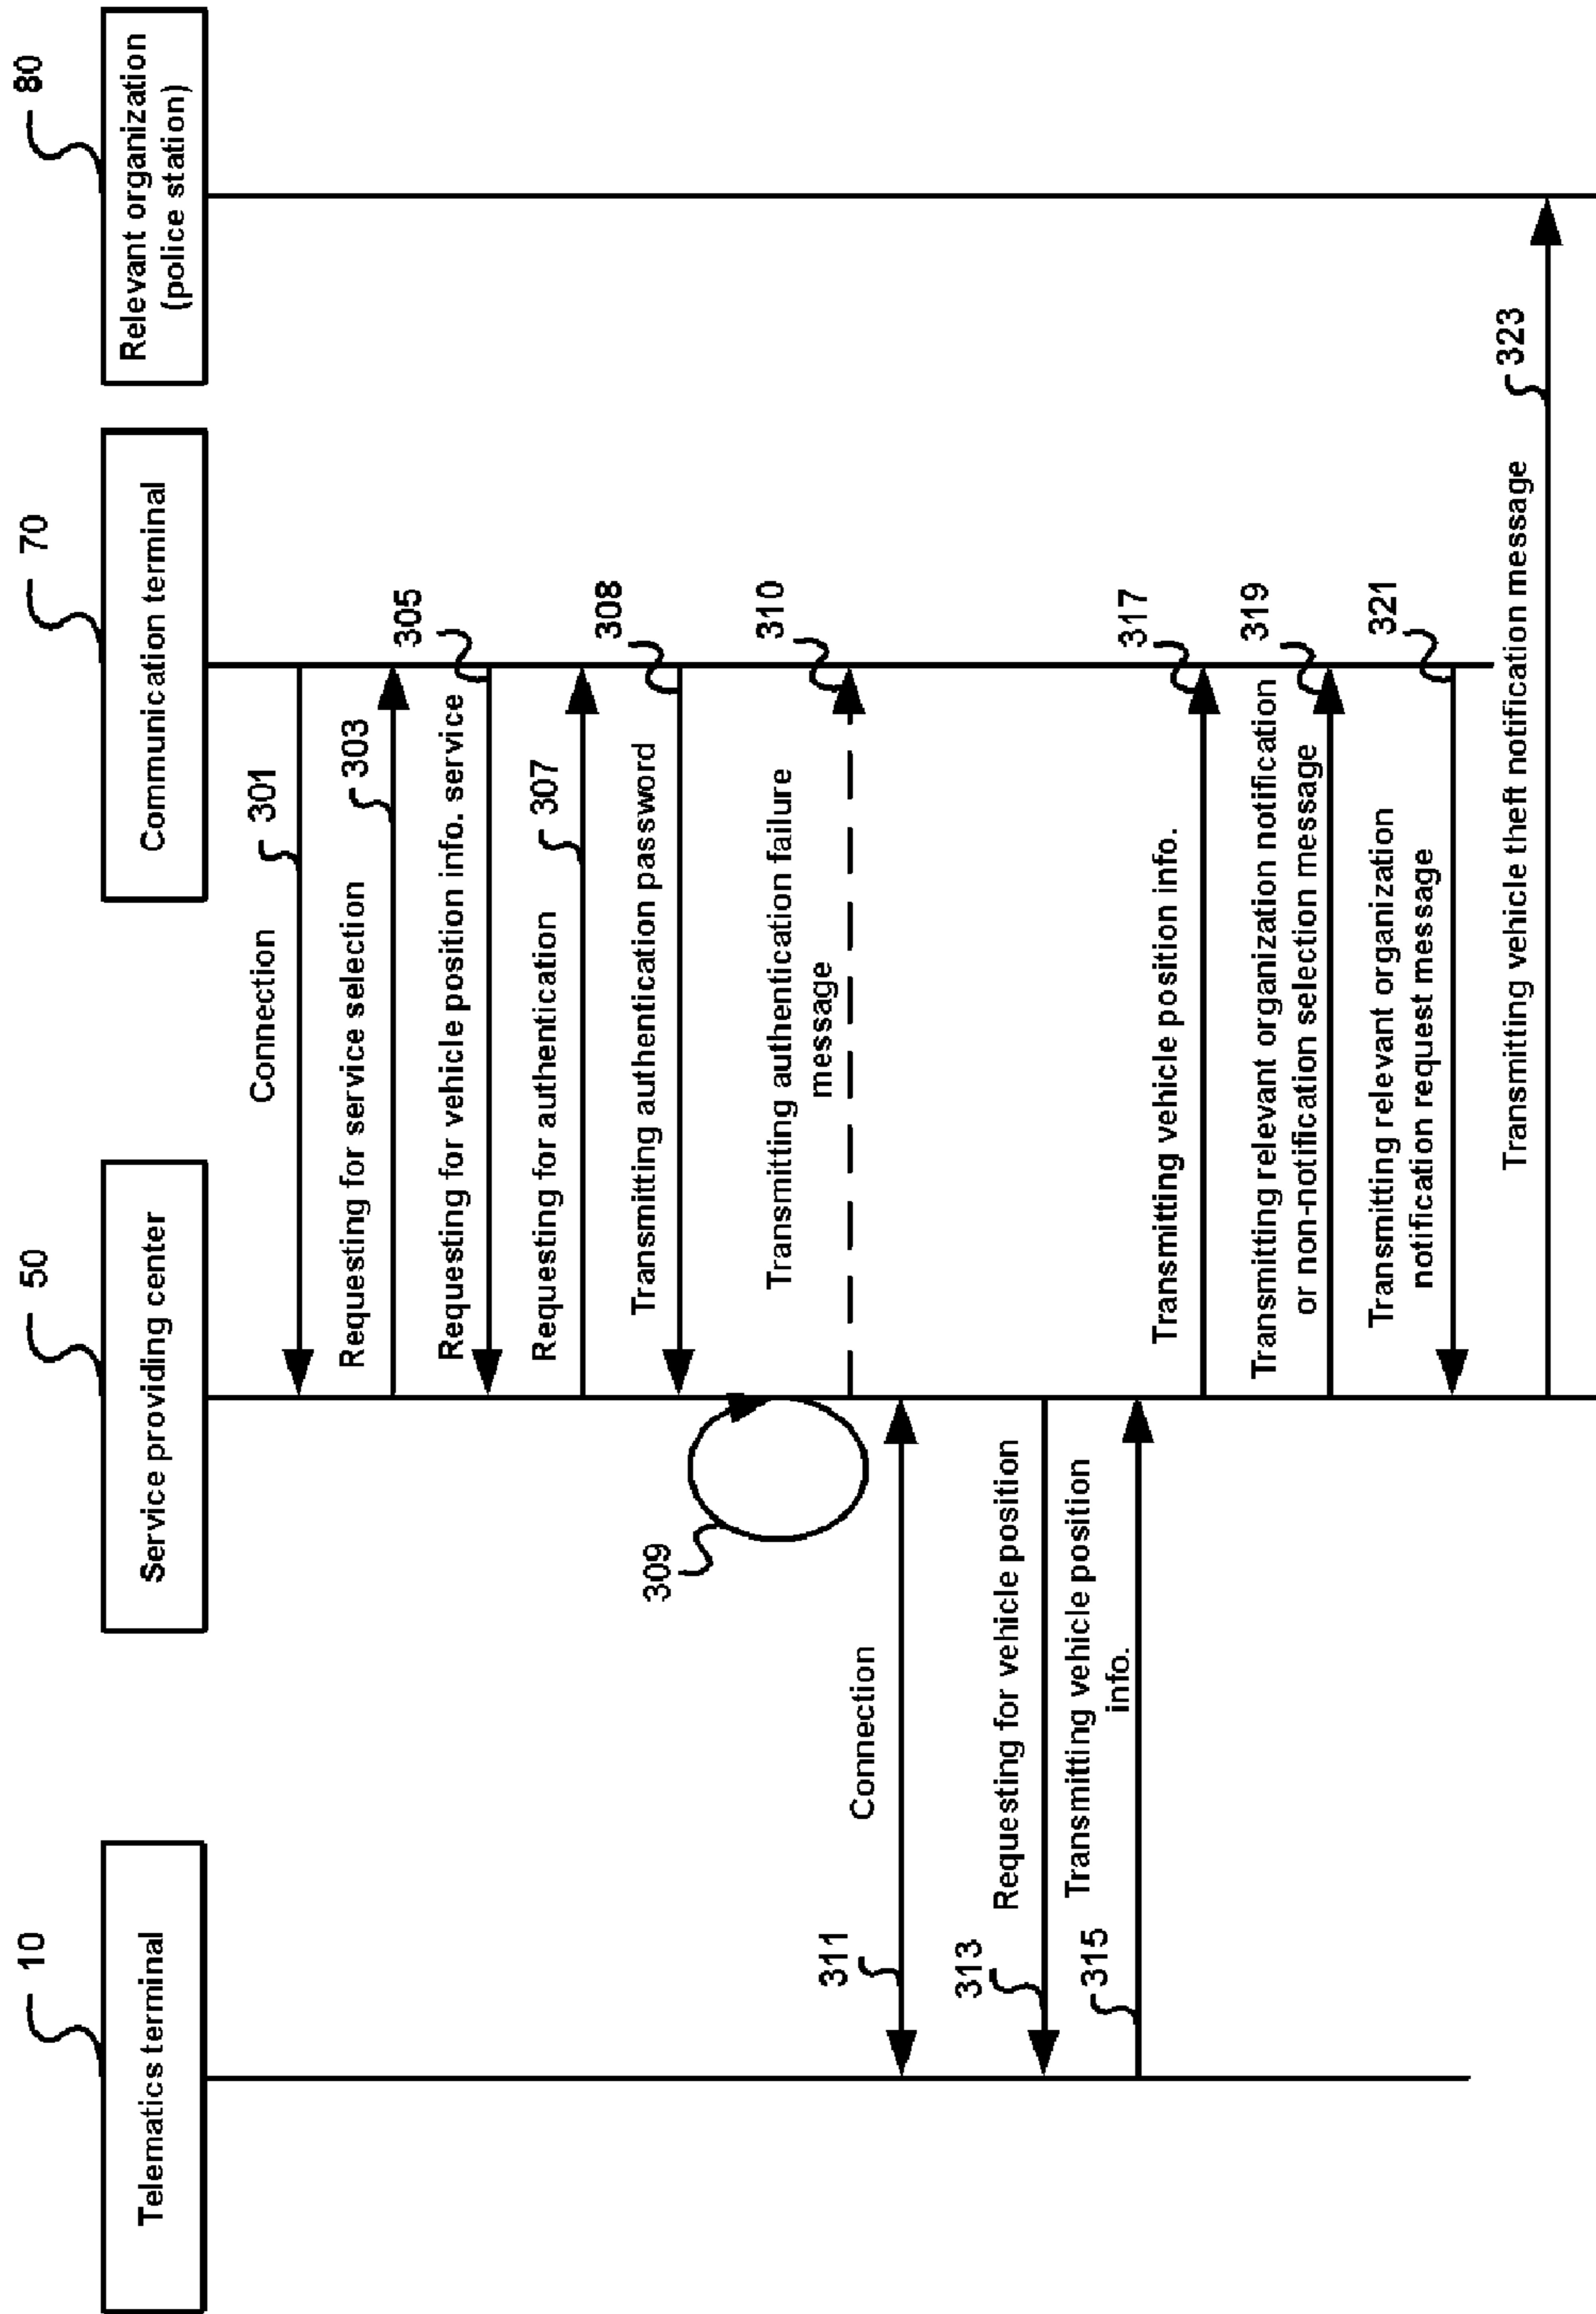 10
50
70
80
Telematics terminal
Service providing center
Communication terminal
Relevant organization
(police station)
Connection
301
Requesting for service selection
303
Requesting for vehicle position info. service
305
Requesting for authentication
307
Transmitting authentication password
308
309
Transmitting authentication failure
message
310
Connection
311
Requesting for vehicle position
313
Transmitting vehicle position
info.
315
Transmitting vehicle position info.
317
Transmitting relevant organization notification
or non-notification selection message
319
Transmitting relevant organization
notification request message
321
Transmitting vehicle theft notification message
323